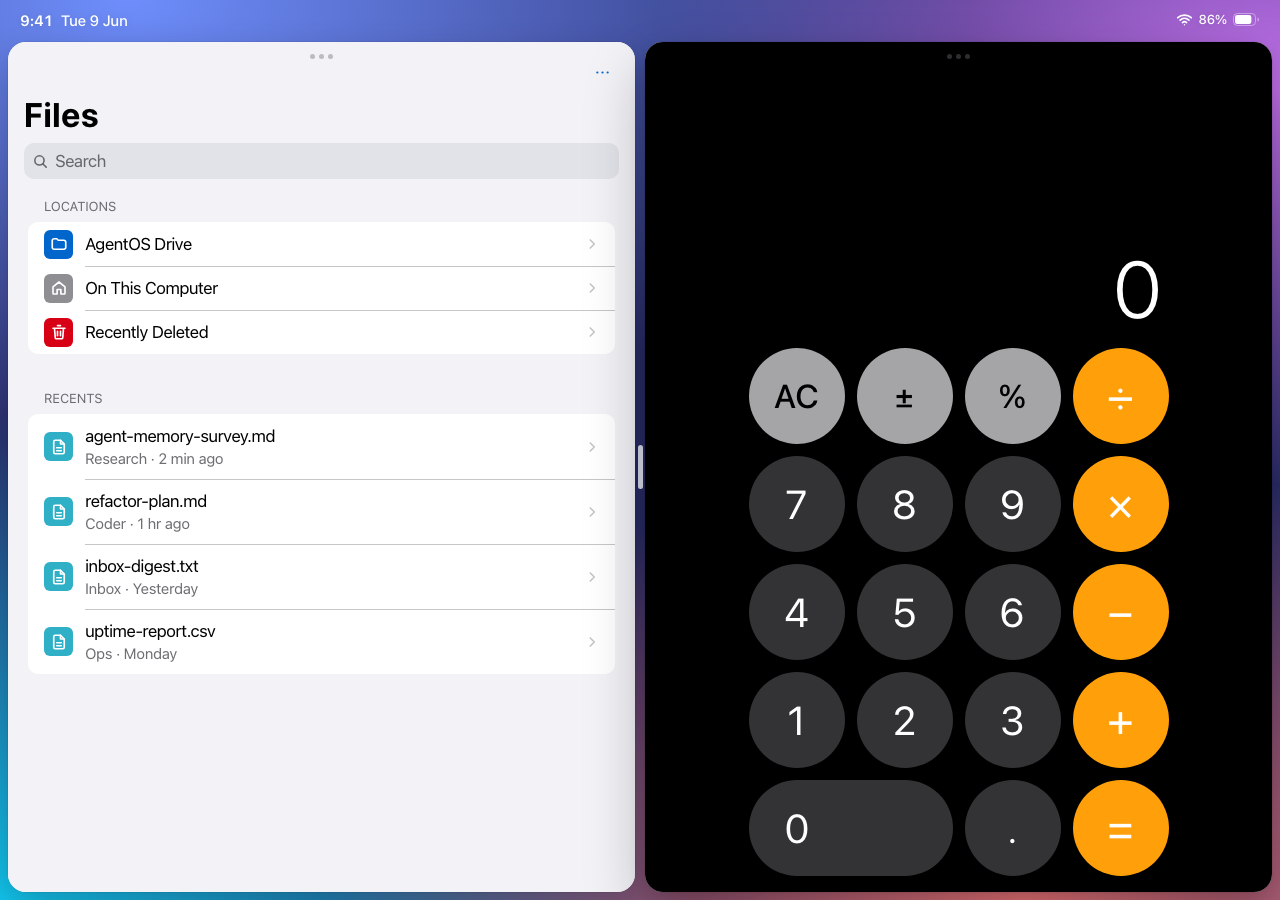 9:41 Tue 9 Jun
86%
Files
Search
LOCATIONS
AgentOS Drive
On This Computer
Recently Deleted
RECENTS
agent-memory-survey.md
Research · 2 min ago
refactor-plan.md
Coder · 1 hr ago
inbox-digest.txt
Inbox · Yesterday
uptime-report.csv
Ops · Monday
0
AC ± % ÷
7 8 9 ×
4 5 6 −
1 2 3 +
0 . =